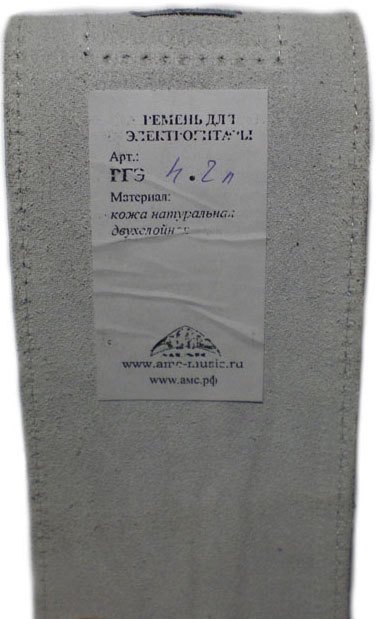 РЕМЕНЬ ДЛЯ
ЭЛЕКТРОГИТАРЫ
Арт.:
РГЭ 4.2л
Материал:
кожа натуральная
двухслойная
www.amc-music.ru
www.амс.рф